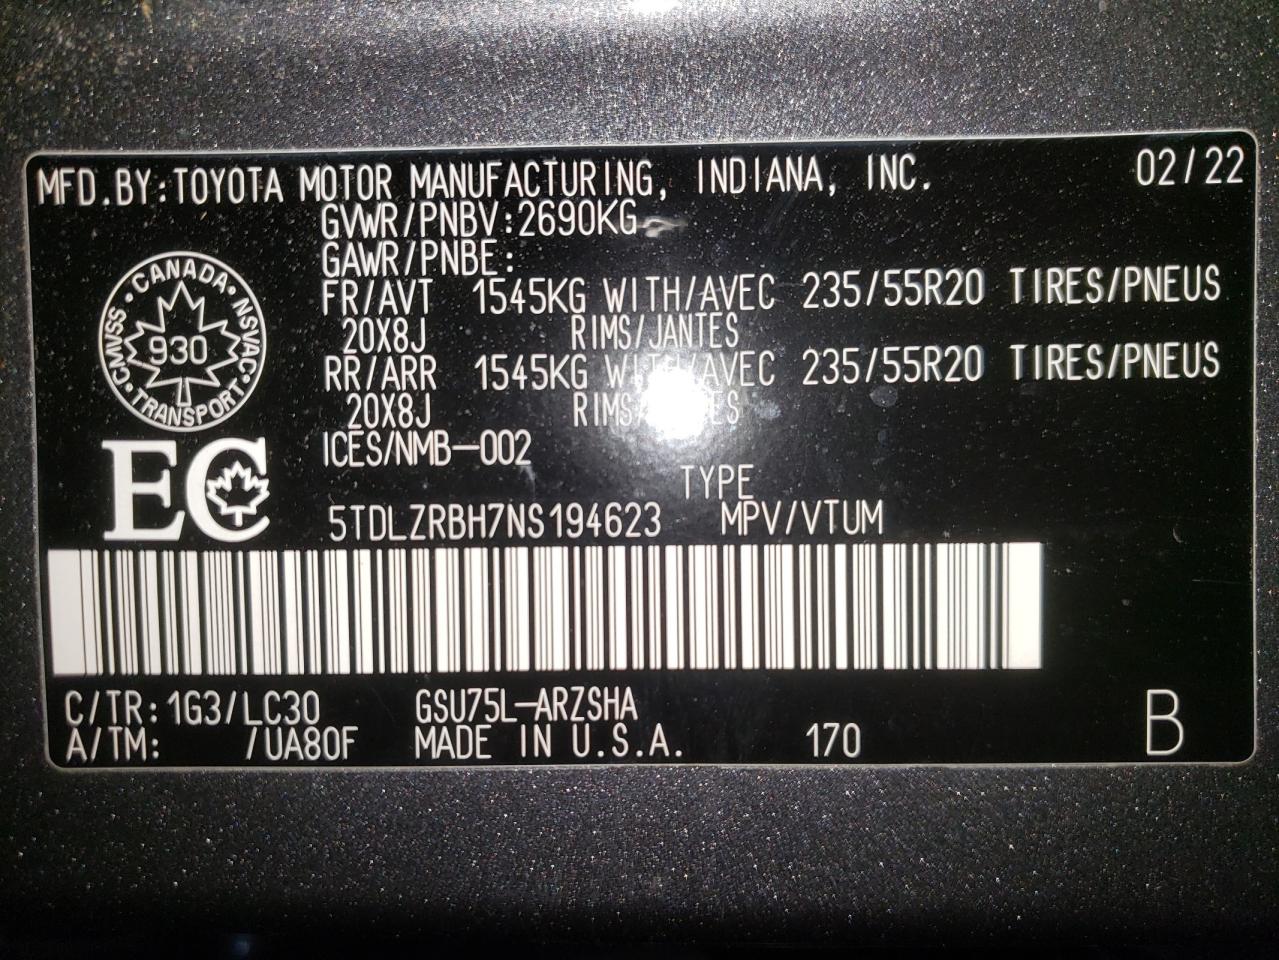 MFD.BY:TOYOTA MOTOR MANUFACTURING, INDIANA, INC. 02/22
GVWR/PNBV:2690KG
GAWR/PNBE:
FR/AVT 1545KG WITH/AVEC 235/55R20 TIRES/PNEUS
20X8J RIMS/JANTES
RR/ARR 1545KG WITH/AVEC 235/55R20 TIRES/PNEUS
20X8J RIMS/JANTES
ICES/NMB-002
CANADA · NSVAC · TRANSPORT · CMVSS ·
930
EC
TYPE
5TDLZRBH7NS194623 MPV/VTUM
C/TR: 1G3/LC30 GSU75L-ARZSHA
A/TM: /UA80F MADE IN U.S.A. 170 B